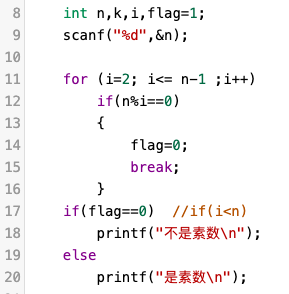 8 int n,k,i,flag=1;
9 scanf("%d",&n);
10
11 for (i=2; i<= n-1 ;i++)
12 if(n%i==0)
13 {
14 flag=0;
15 break;
16 }
17 if(flag==0) //if(i<n)
18 printf("不是素数\n");
19 else
20 printf("是素数\n");